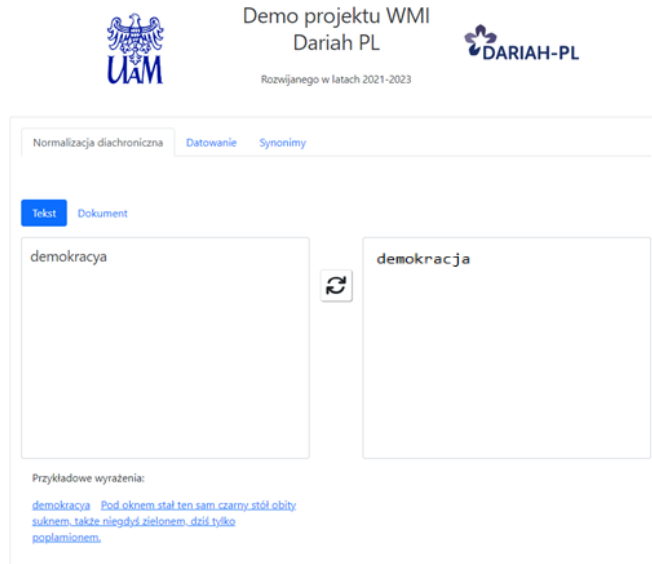 Demo projektu WMI
Dariah PL
UAM
DARIAH-PL
Rozwijanego w latach 2021-2023
Normalizacja diachroniczna Datowanie Synonimy
Tekst Dokument
demokracya
demokracja
Przykładowe wyrażenia:
demokracya Pod oknem stał ten sam czarny stół obity
suknem, także niegdyś zielonem, dziś tylko
poplamionem.